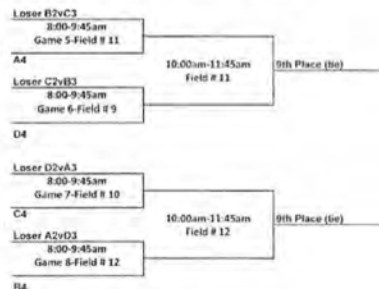 Loser B2vC3
8:00-9:45am
Game 5-Field # 11
A4
10:00am-11:45am
Field # 11
9th Place (tie)
Loser C2vB3
8:00-9:45am
Game 6-Field # 9
D4
Loser D2vA3
8:00-9:45am
Game 7-Field # 10
C4
10:00am-11:45am
Field # 12
9th Place (tie)
Loser A2vD3
8:00-9:45am
Game 8-Field # 12
B4